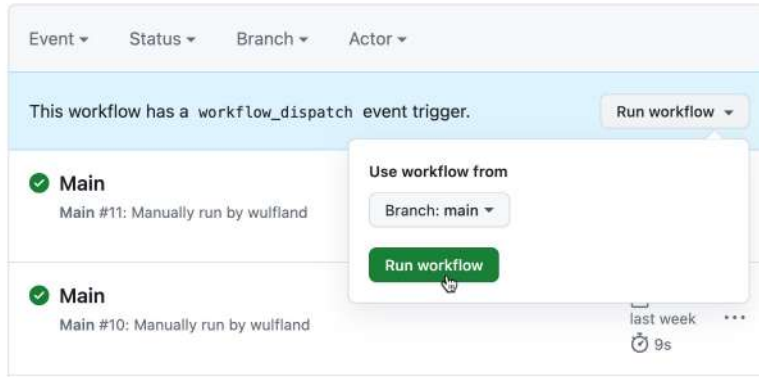 Event Status Branch Actor
This workflow has a workflow_dispatch event trigger. Run workflow
Use workflow from
Branch: main
Run workflow
Main
Main #11: Manually run by wulfland
Main
Main #10: Manually run by wulfland
last week
9s